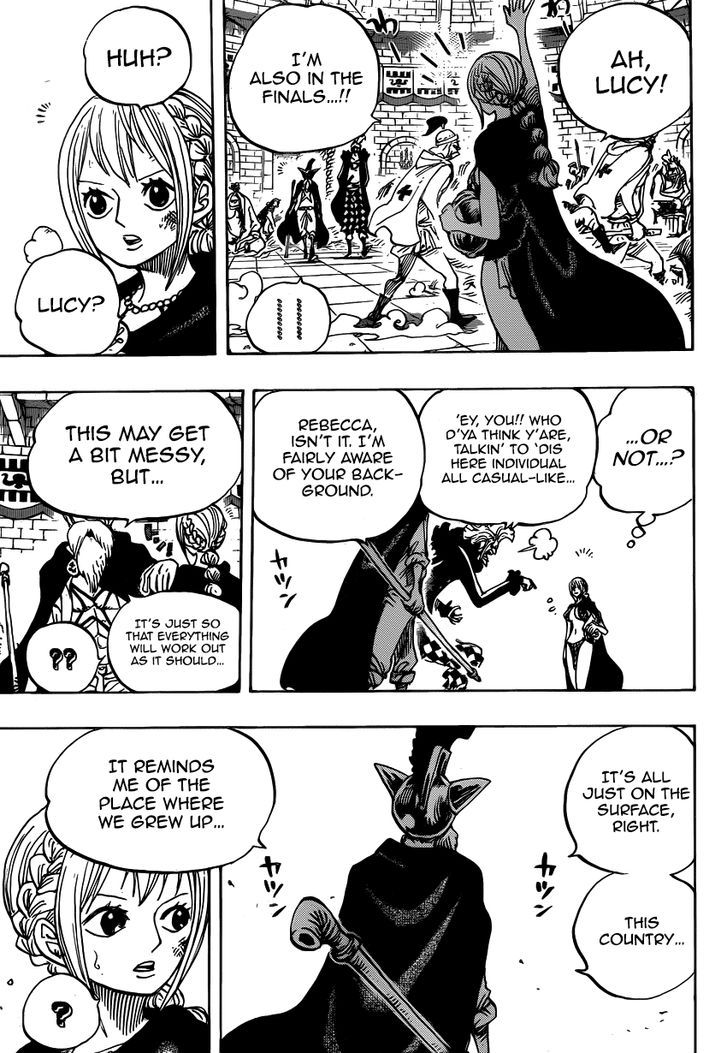 AH,
LUCY!
I'M
ALSO IN THE
FINALS....!!
!!
HUH?
LUCY?
...OR
NOT...?
'EY, YOU!! WHO
D'YA THINK Y'ARE,
TALKIN' TO 'DIS
HERE INDIVIDUAL
ALL CASUAL-LIKE...
REBECCA,
ISN'T IT. I'M
FAIRLY AWARE
OF YOUR BACK-
GROUND.
ヒソッ
THIS MAY GET
A BIT MESSY,
BUT...
IT'S JUST SO
THAT EVERYTHING
WILL WORK OUT
AS IT SHOULD...
??
IT'S ALL
JUST ON THE
SURFACE,
RIGHT.
THIS
COUNTRY...
IT REMINDS
ME OF THE
PLACE WHERE
WE GREW UP...
?